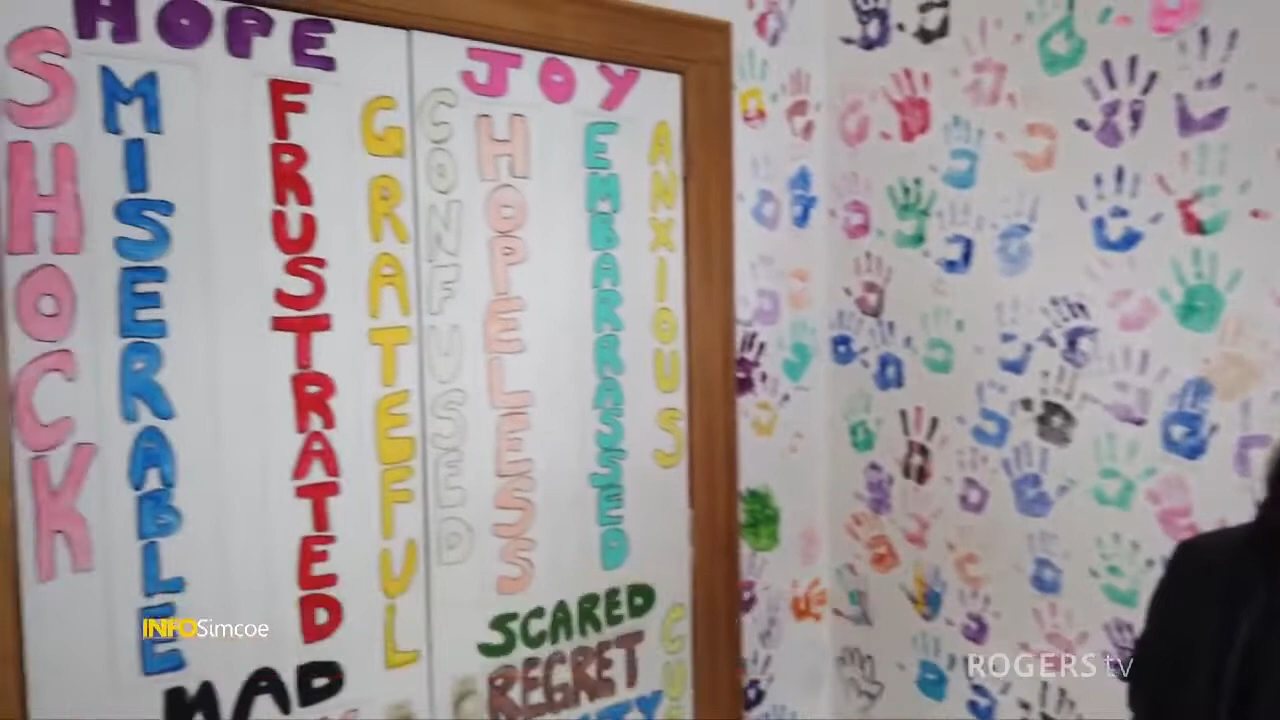 HOPE
SHOCK
MISERABLE
FRUSTRATED
GRATEFUL
MAD
JOY
CONFUSED
HOPELESS
EMBARRASSED
ANXIOUS
SCARED
REGRET
INFOSimcoe
ROGERS tv